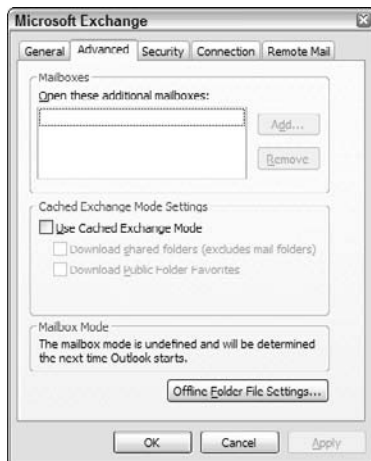 Microsoft Exchange
General Advanced Security Connection Remote Mail
Mailboxes
Open these additional mailboxes:
Add...
Remove
Cached Exchange Mode Settings
Use Cached Exchange Mode
Download shared folders (excludes mail folders)
Download Public Folder Favorites
Mailbox Mode
The mailbox mode is undefined and will be determined
the next time Outlook starts.
Offline Folder File Settings...
OK Cancel Apply